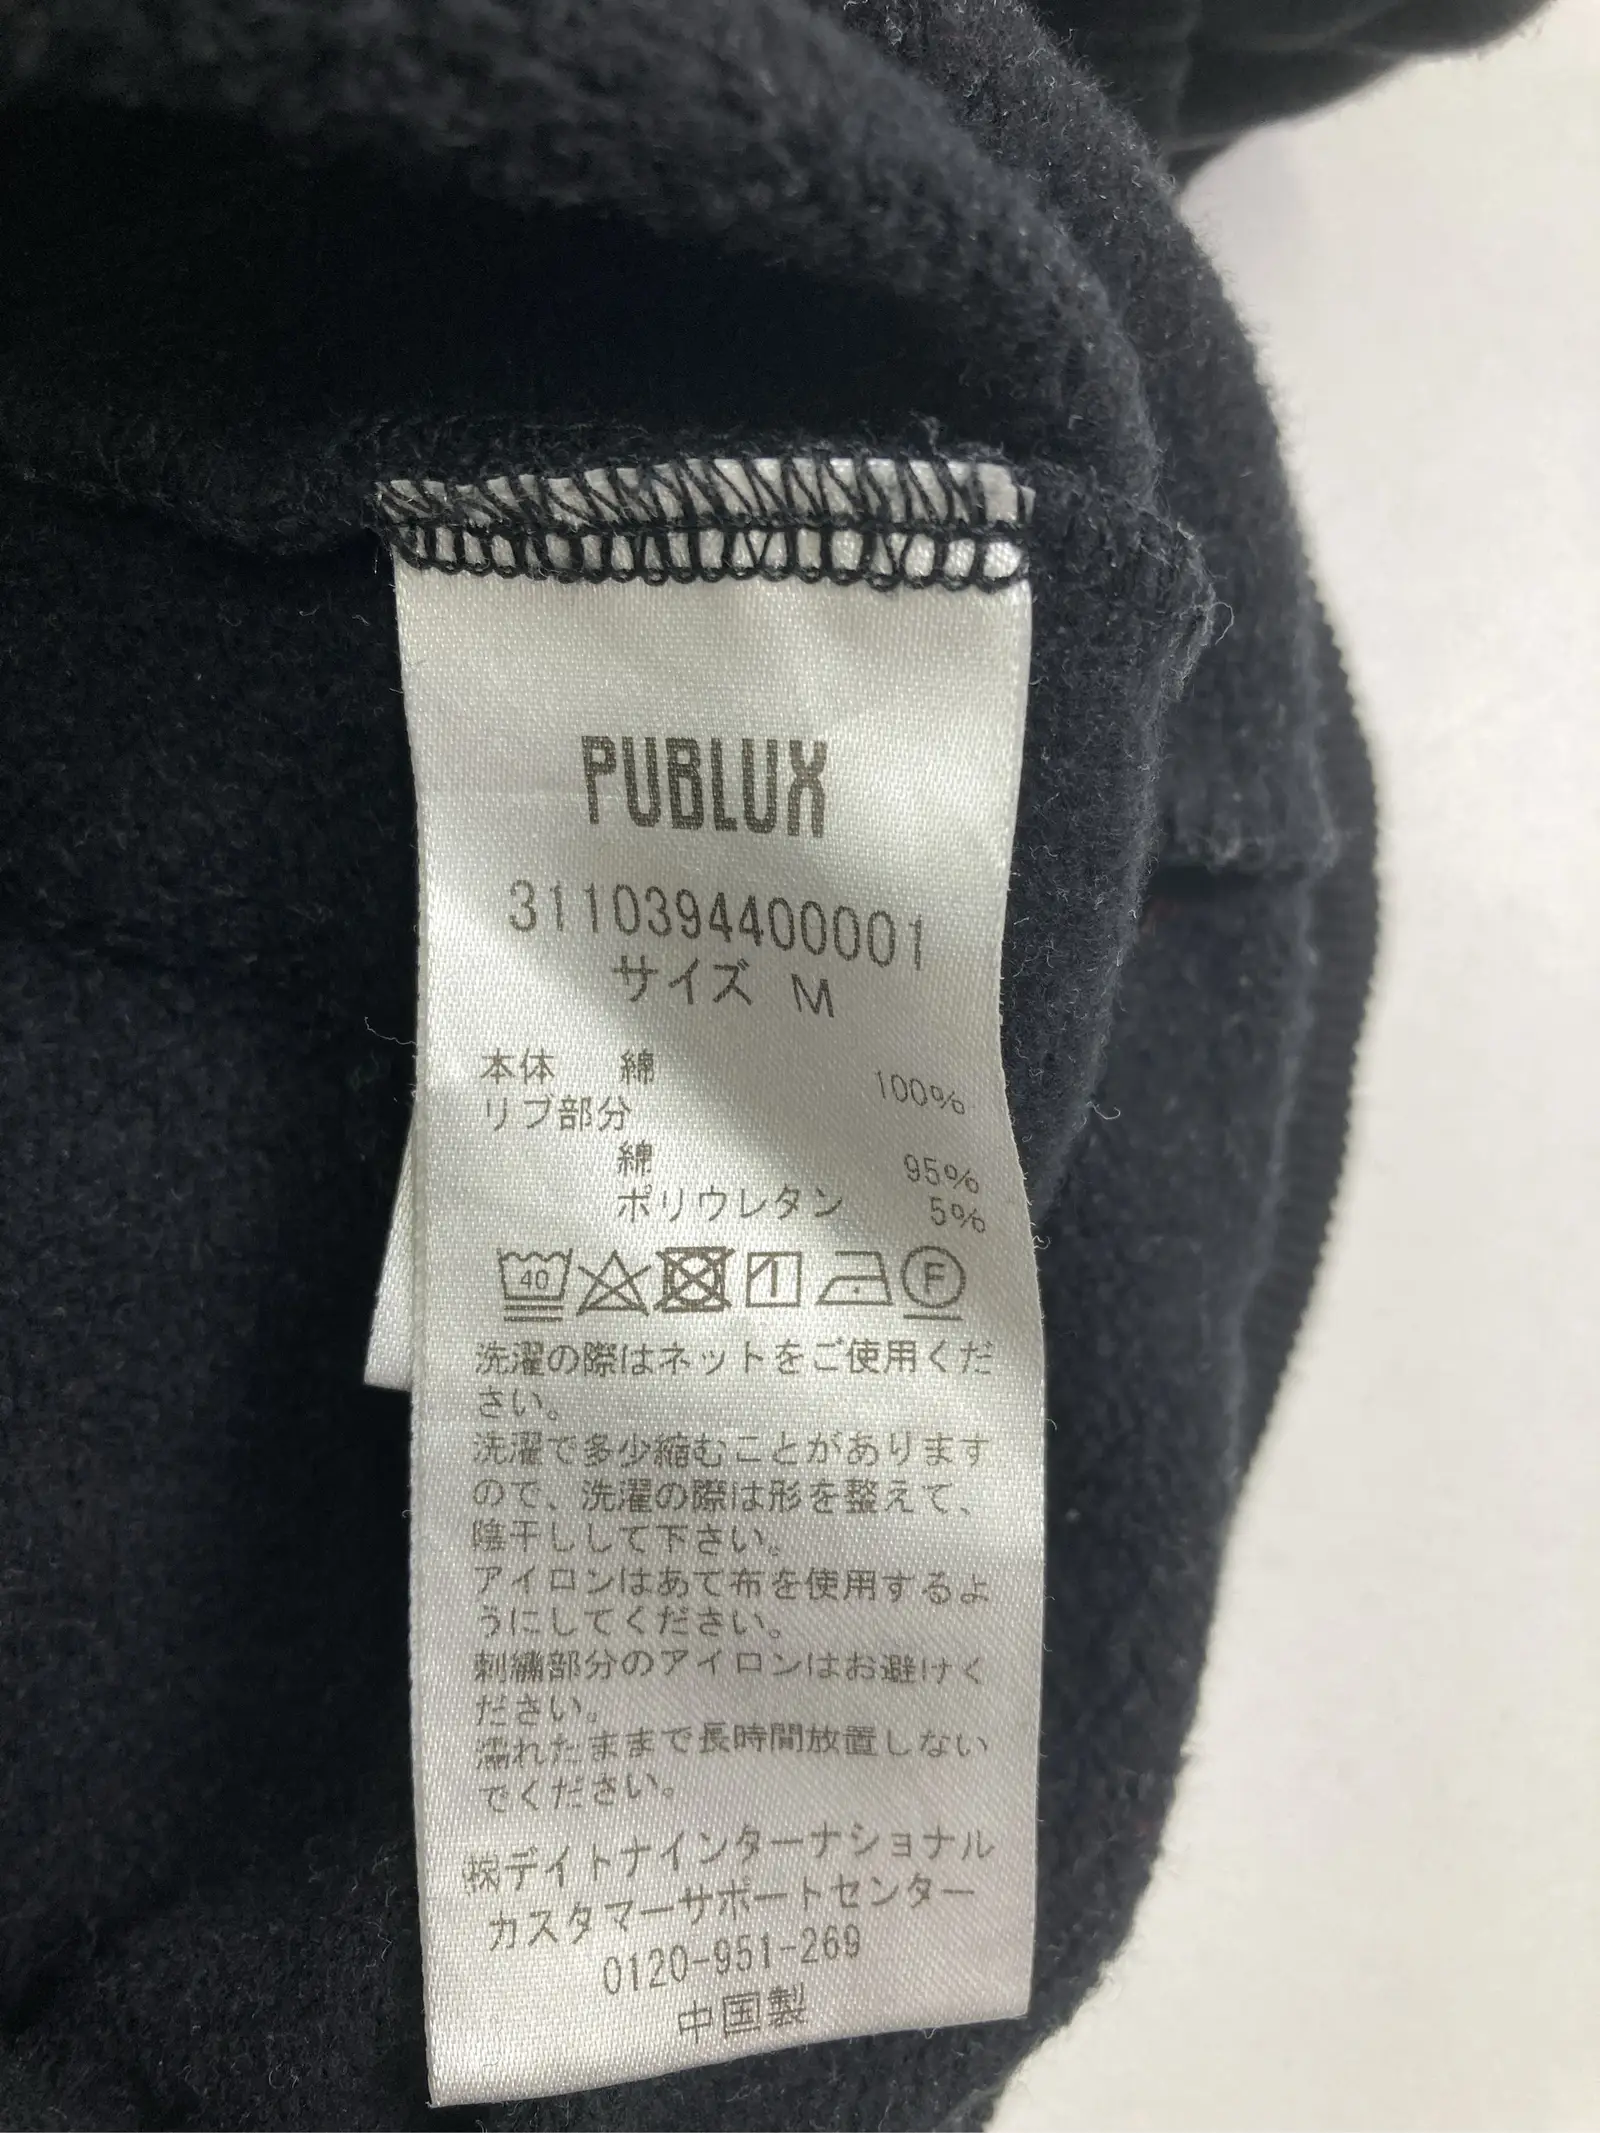 PUBLUX
3110394400001
サイズ M
本体 綿 100%
リブ部分
綿 95%
ポリウレタン 5%
40 F
洗濯の際はネットをご使用くだ
さい。
洗濯で多少縮むことがあります
ので、洗濯の際は形を整えて、
陰干しして下さい。
アイロンはあて布を使用するよ
うにしてください。
刺繍部分のアイロンはお避けく
ださい。
濡れたままで長時間放置しない
でください。
㈱デイトナインターナショナル
カスタマーサポートセンター
0120-951-269
中国製